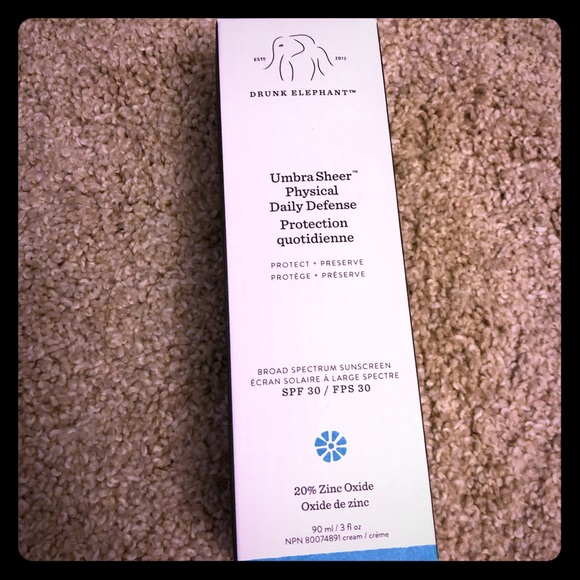 ESTD 2012
DRUNK ELEPHANT™
Umbra Sheer™
Physical
Daily Defense
Protection
quotidienne
PROTECT + PRESERVE
PROTÈGE + PRÉSERVE
BROAD SPECTRUM SUNSCREEN
ÉCRAN SOLAIRE À LARGE SPECTRE
SPF 30 / FPS 30
20% Zinc Oxide
Oxide de zinc
90 ml / 3 fl oz
NPN 80074891 cream / crème